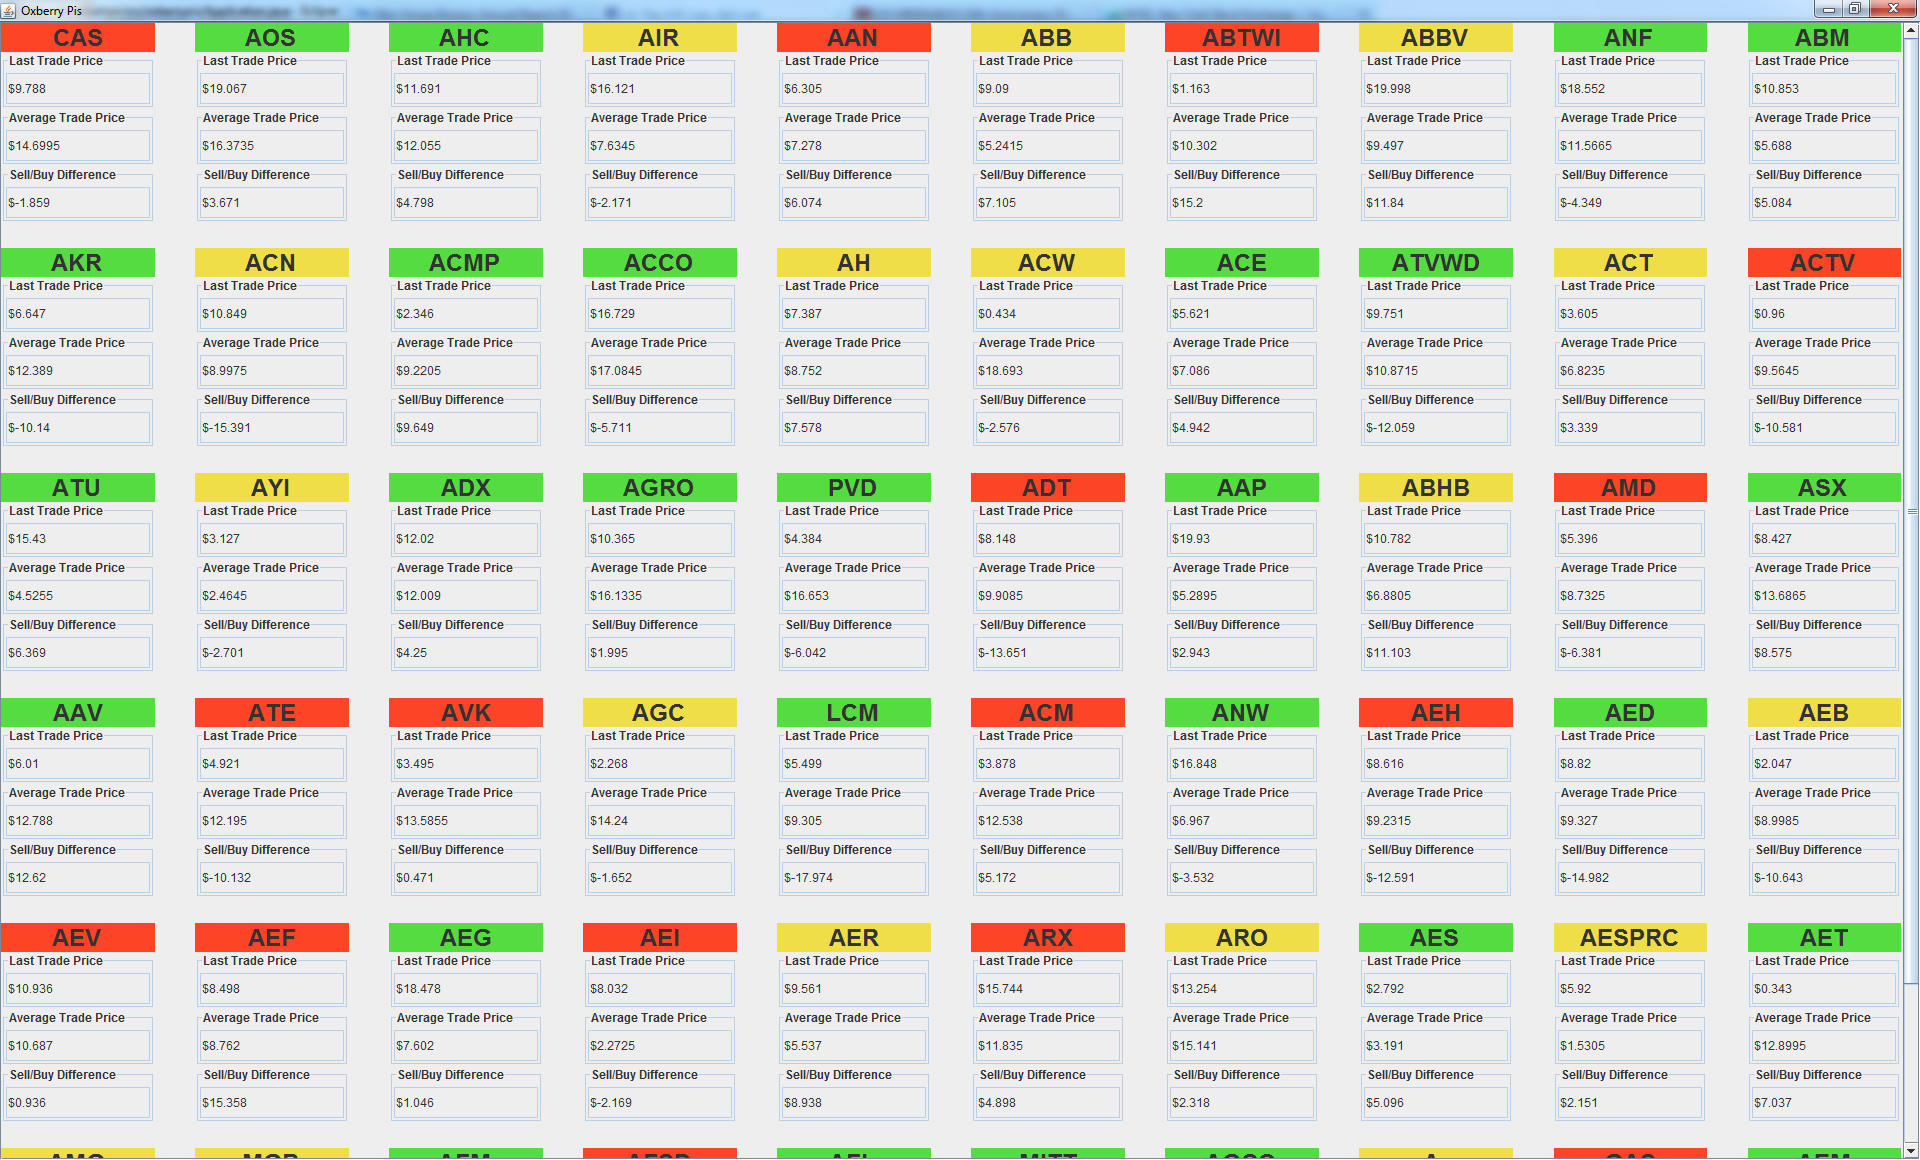 Oxberry Pis
CAS AOS AHC AIR AAN ABB ABTWI ABBV ANF ABM
Last Trade Price Last Trade Price Last Trade Price Last Trade Price Last Trade Price Last Trade Price Last Trade Price Last Trade Price Last Trade Price Last Trade Price
$9.788 $19.067 $11.691 $16.121 $6.305 $9.09 $1.163 $19.998 $18.552 $10.853
Average Trade Price Average Trade Price Average Trade Price Average Trade Price Average Trade Price Average Trade Price Average Trade Price Average Trade Price Average Trade Price Average Trade Price
$14.6995 $16.3735 $12.055 $7.6345 $7.278 $5.2415 $10.302 $9.497 $11.5665 $5.688
Sell/Buy Difference Sell/Buy Difference Sell/Buy Difference Sell/Buy Difference Sell/Buy Difference Sell/Buy Difference Sell/Buy Difference Sell/Buy Difference Sell/Buy Difference Sell/Buy Difference
$-1.859 $3.671 $4.798 $-2.171 $6.074 $7.105 $15.2 $11.84 $-4.349 $5.084
AKR ACN ACMP ACCO AH ACW ACE ATVWD ACT ACTV
Last Trade Price Last Trade Price Last Trade Price Last Trade Price Last Trade Price Last Trade Price Last Trade Price Last Trade Price Last Trade Price Last Trade Price
$6.647 $10.849 $2.346 $16.729 $7.387 $0.434 $5.621 $9.751 $3.605 $0.96
Average Trade Price Average Trade Price Average Trade Price Average Trade Price Average Trade Price Average Trade Price Average Trade Price Average Trade Price Average Trade Price Average Trade Price
$12.389 $8.9975 $9.2205 $17.0845 $8.752 $18.693 $7.086 $10.8715 $6.8235 $9.5645
Sell/Buy Difference Sell/Buy Difference Sell/Buy Difference Sell/Buy Difference Sell/Buy Difference Sell/Buy Difference Sell/Buy Difference Sell/Buy Difference Sell/Buy Difference Sell/Buy Difference
$-10.14 $-15.391 $9.649 $-5.711 $7.578 $-2.576 $4.942 $-12.059 $3.339 $-10.581
ATU AYI ADX AGRO PVD ADT AAP ABHB AMD ASX
Last Trade Price Last Trade Price Last Trade Price Last Trade Price Last Trade Price Last Trade Price Last Trade Price Last Trade Price Last Trade Price Last Trade Price
$15.43 $3.127 $12.02 $10.365 $4.384 $8.148 $19.93 $10.782 $5.396 $8.427
Average Trade Price Average Trade Price Average Trade Price Average Trade Price Average Trade Price Average Trade Price Average Trade Price Average Trade Price Average Trade Price Average Trade Price
$4.5255 $2.4645 $12.009 $16.1335 $16.653 $9.9085 $5.2895 $6.8805 $8.7325 $13.6865
Sell/Buy Difference Sell/Buy Difference Sell/Buy Difference Sell/Buy Difference Sell/Buy Difference Sell/Buy Difference Sell/Buy Difference Sell/Buy Difference Sell/Buy Difference Sell/Buy Difference
$6.369 $-2.701 $4.25 $1.995 $-6.042 $-13.651 $2.943 $11.103 $-6.381 $8.575
AAV ATE AVK AGC LCM ACM ANW AEH AED AEB
Last Trade Price Last Trade Price Last Trade Price Last Trade Price Last Trade Price Last Trade Price Last Trade Price Last Trade Price Last Trade Price Last Trade Price
$6.01 $4.921 $3.495 $2.268 $5.499 $3.878 $16.848 $8.616 $8.82 $2.047
Average Trade Price Average Trade Price Average Trade Price Average Trade Price Average Trade Price Average Trade Price Average Trade Price Average Trade Price Average Trade Price Average Trade Price
$12.788 $12.195 $13.5855 $14.24 $9.305 $12.538 $6.967 $9.2315 $9.327 $8.9985
Sell/Buy Difference Sell/Buy Difference Sell/Buy Difference Sell/Buy Difference Sell/Buy Difference Sell/Buy Difference Sell/Buy Difference Sell/Buy Difference Sell/Buy Difference Sell/Buy Difference
$12.62 $-10.132 $0.471 $-1.652 $-17.974 $5.172 $-3.532 $-12.591 $-14.982 $-10.643
AEV AEF AEG AEI AER ARX ARO AES AESPRC AET
Last Trade Price Last Trade Price Last Trade Price Last Trade Price Last Trade Price Last Trade Price Last Trade Price Last Trade Price Last Trade Price Last Trade Price
$10.936 $8.498 $18.478 $8.032 $9.561 $15.744 $13.254 $2.792 $5.92 $0.343
Average Trade Price Average Trade Price Average Trade Price Average Trade Price Average Trade Price Average Trade Price Average Trade Price Average Trade Price Average Trade Price Average Trade Price
$10.687 $8.762 $7.602 $2.2725 $5.537 $11.835 $15.141 $3.191 $1.5305 $12.8995
Sell/Buy Difference Sell/Buy Difference Sell/Buy Difference Sell/Buy Difference Sell/Buy Difference Sell/Buy Difference Sell/Buy Difference Sell/Buy Difference Sell/Buy Difference Sell/Buy Difference
$0.936 $15.358 $1.046 $-2.169 $8.938 $4.898 $2.318 $5.096 $2.151 $7.037